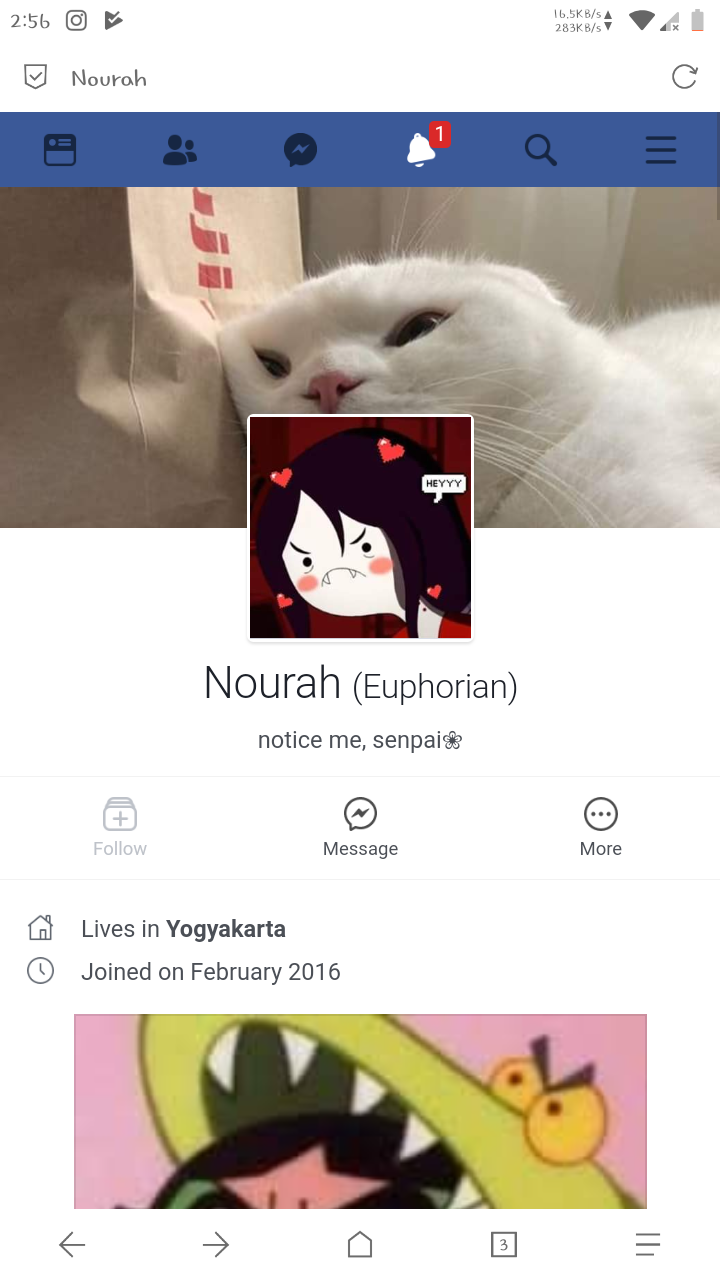 2:56
16.5KB/s
283KB/s
Nourah
1
HEYYY
Nourah (Euphorian)
notice me, senpai❀
Follow
Message
More
Lives in Yogyakarta
Joined on February 2016
3